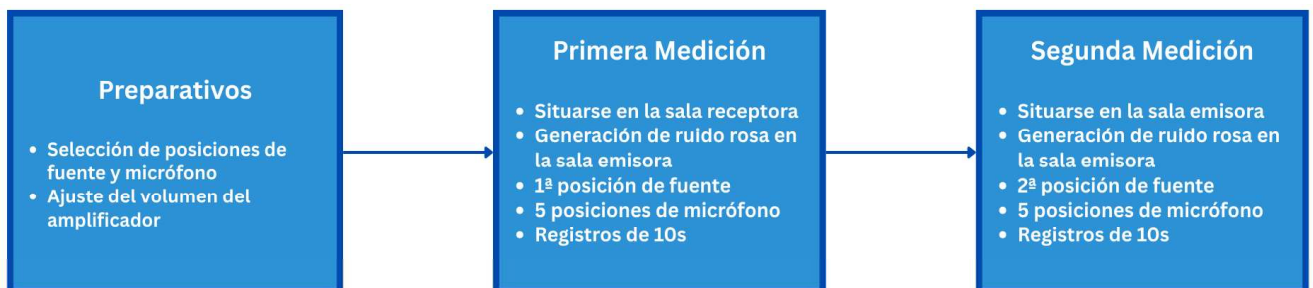 Preparativos
• Selección de posiciones de
fuente y micrófono
• Ajuste del volumen del
amplificador
Primera Medición
• Situarse en la sala receptora
• Generación de ruido rosa en
la sala emisora
• 1ª posición de fuente
• 5 posiciones de micrófono
• Registros de 10s
Segunda Medición
• Situarse en la sala emisora
• Generación de ruido rosa en
la sala emisora
• 2ª posición de fuente
• 5 posiciones de micrófono
• Registros de 10s